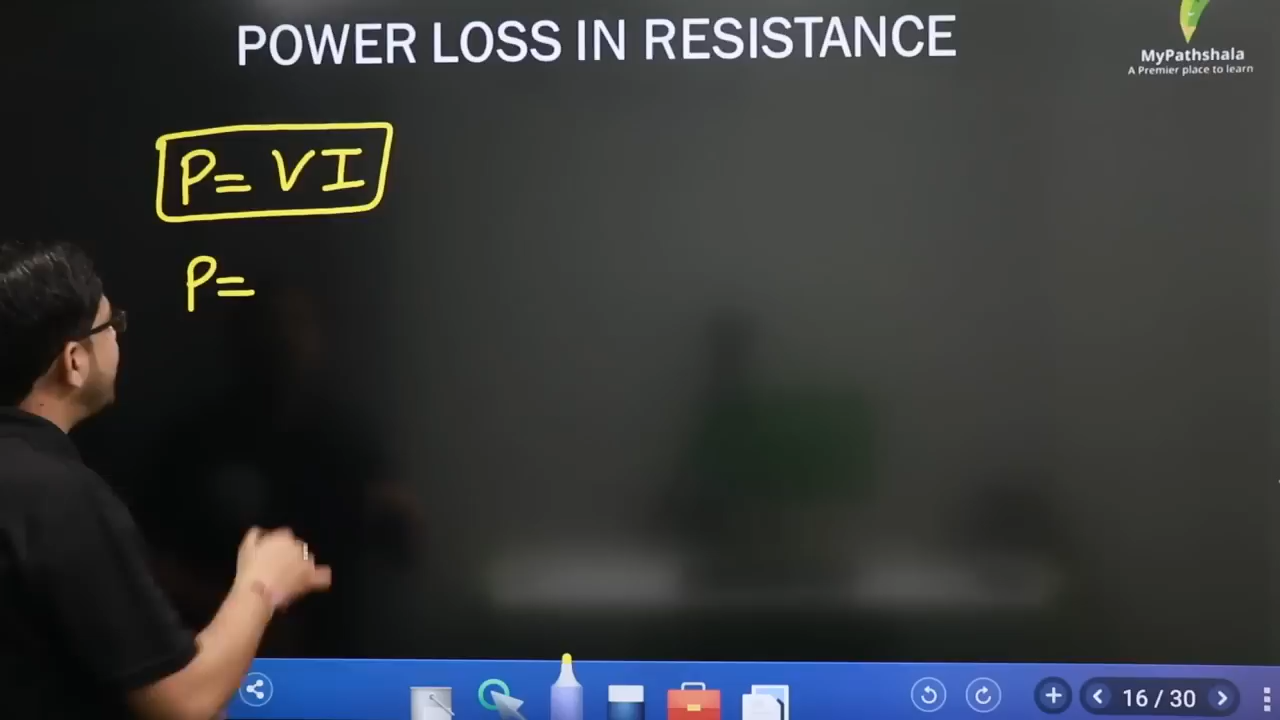 POWER LOSS IN RESISTANCE
MyPathshala
A Premier place to learn
P= VI
P=
16 / 30